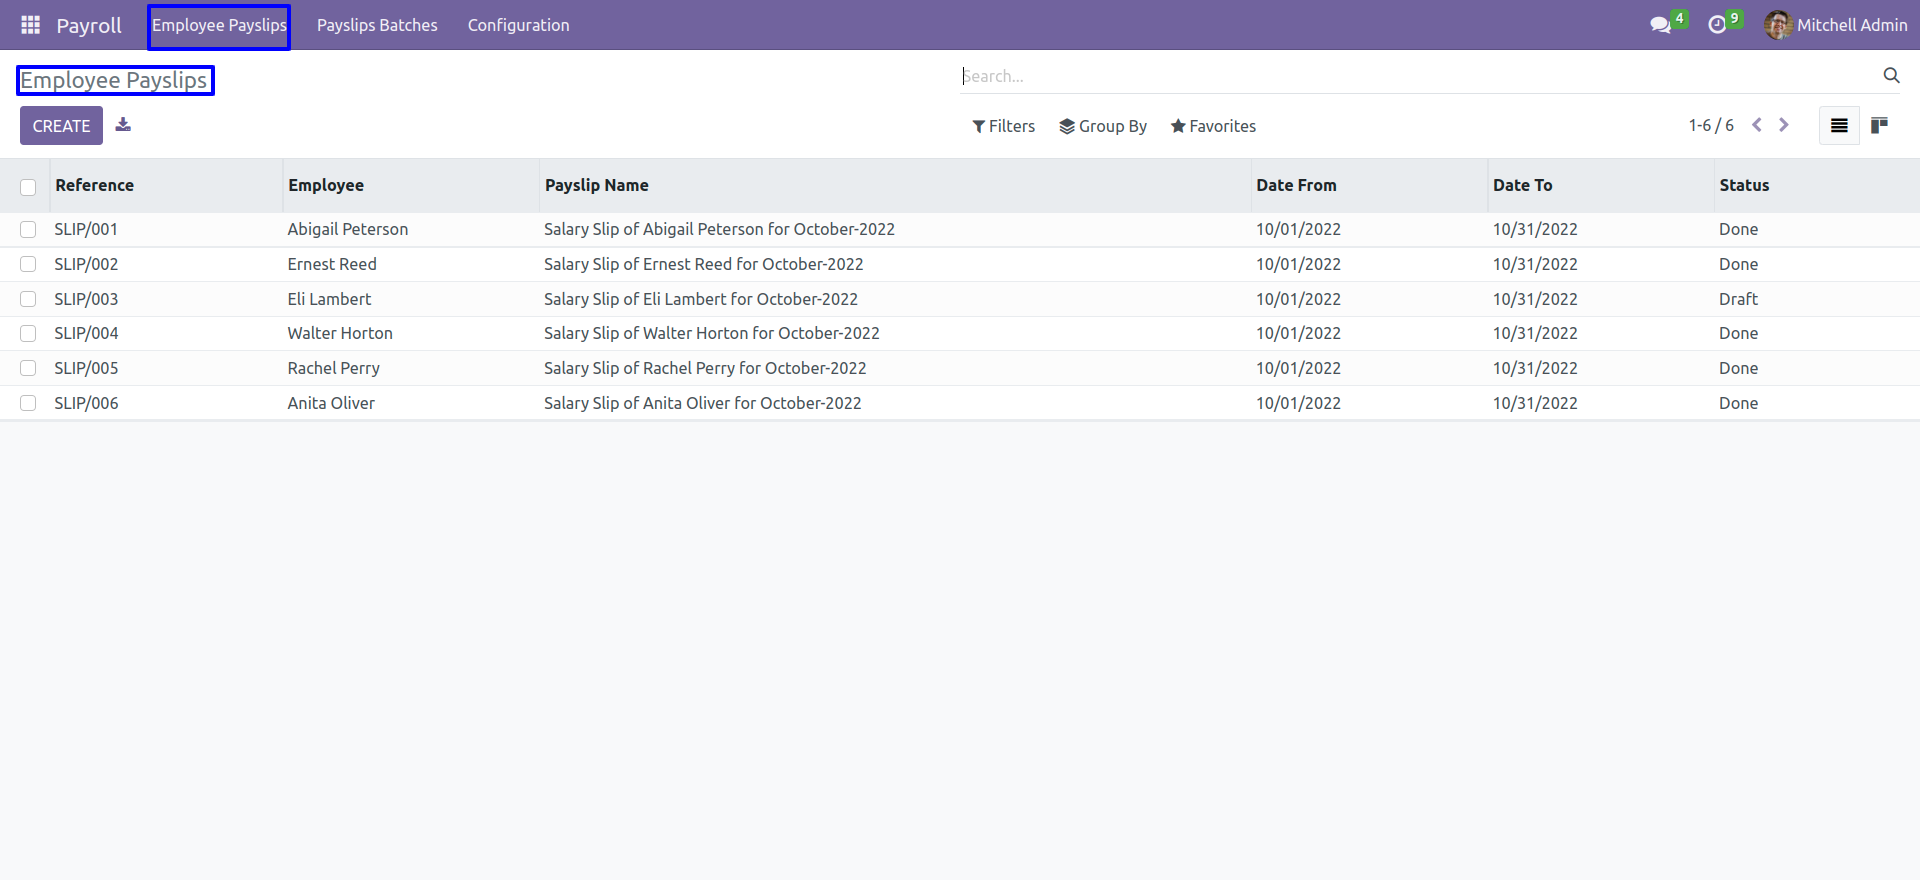 Payroll Employee Payslips Payslips Batches Configuration 4 9 Mitchell Admin
Employee Payslips Search...
CREATE Filters Group By Favorites 1-6 / 6
Reference Employee Payslip Name Date From Date To Status
SLIP/001 Abigail Peterson Salary Slip of Abigail Peterson for October-2022 10/01/2022 10/31/2022 Done
SLIP/002 Ernest Reed Salary Slip of Ernest Reed for October-2022 10/01/2022 10/31/2022 Done
SLIP/003 Eli Lambert Salary Slip of Eli Lambert for October-2022 10/01/2022 10/31/2022 Draft
SLIP/004 Walter Horton Salary Slip of Walter Horton for October-2022 10/01/2022 10/31/2022 Done
SLIP/005 Rachel Perry Salary Slip of Rachel Perry for October-2022 10/01/2022 10/31/2022 Done
SLIP/006 Anita Oliver Salary Slip of Anita Oliver for October-2022 10/01/2022 10/31/2022 Done